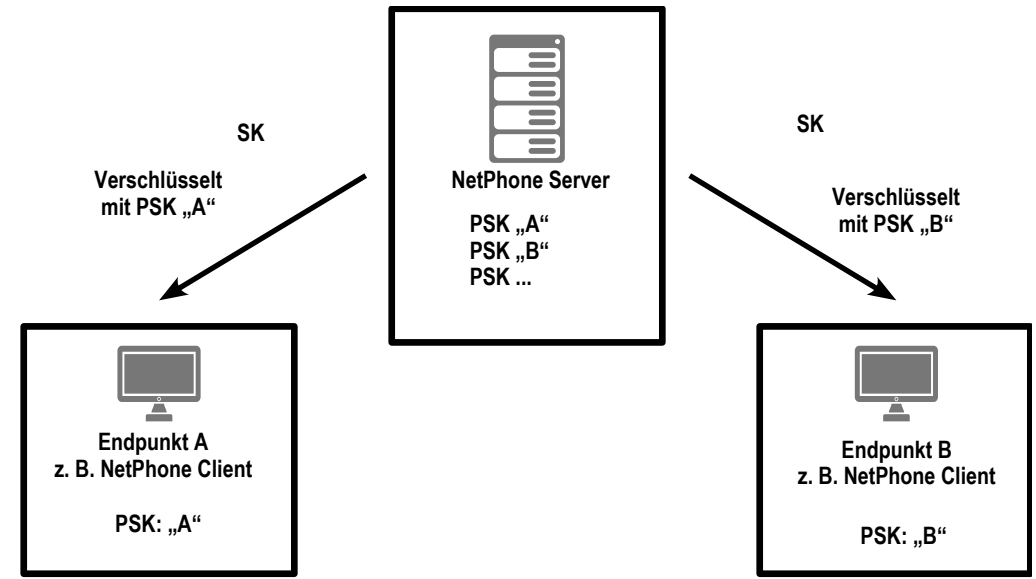 SK
Verschlüsselt
mit PSK „A“
NetPhone Server
PSK „A“
PSK „B“
PSK ...
SK
Verschlüsselt
mit PSK „B“
Endpunkt A
z. B. NetPhone Client
PSK: „A“
Endpunkt B
z. B. NetPhone Client
PSK: „B“